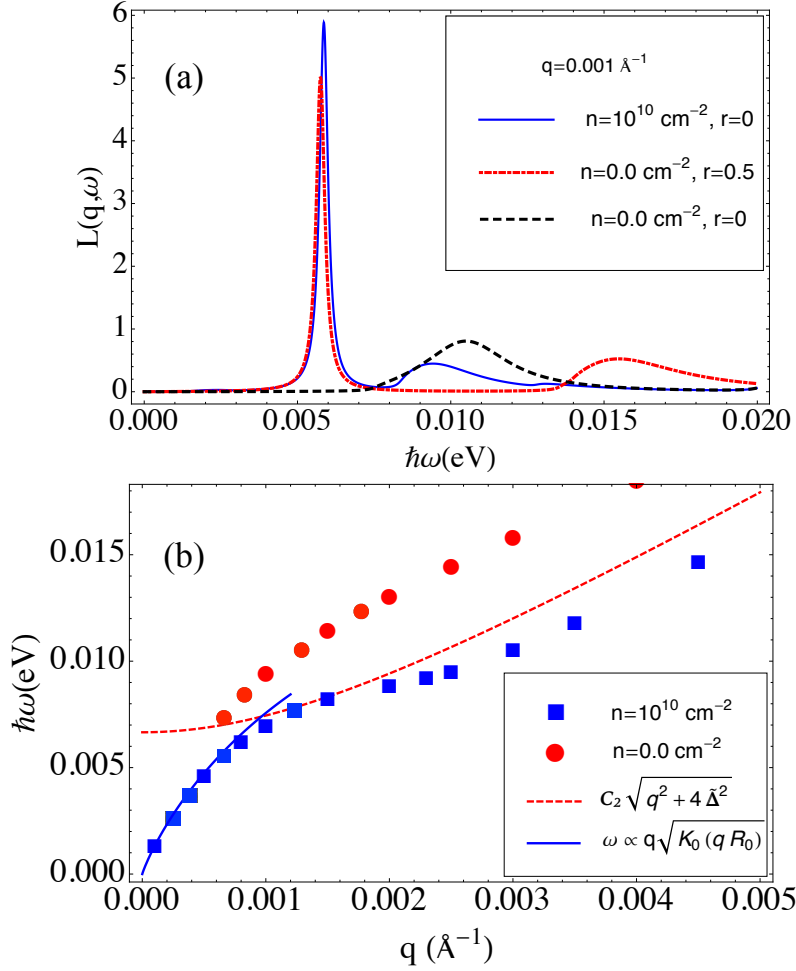 (a)
L(q,ω)
6
5
4
3
2
1
0
0.000 0.005 0.010 0.015 0.020
ħω(eV)
q=0.001 Å⁻¹
n=10¹⁰ cm⁻², r=0
n=0.0 cm⁻², r=0.5
n=0.0 cm⁻², r=0
(b)
ħω(eV)
0.015
0.010
0.005
0.000
0.000 0.001 0.002 0.003 0.004 0.005
q (Å⁻¹)
n=10¹⁰ cm⁻²
n=0.0 cm⁻²
C₂√(q² + 4 Δ̃²)
ω ∝ q√(K₀ (q R₀))